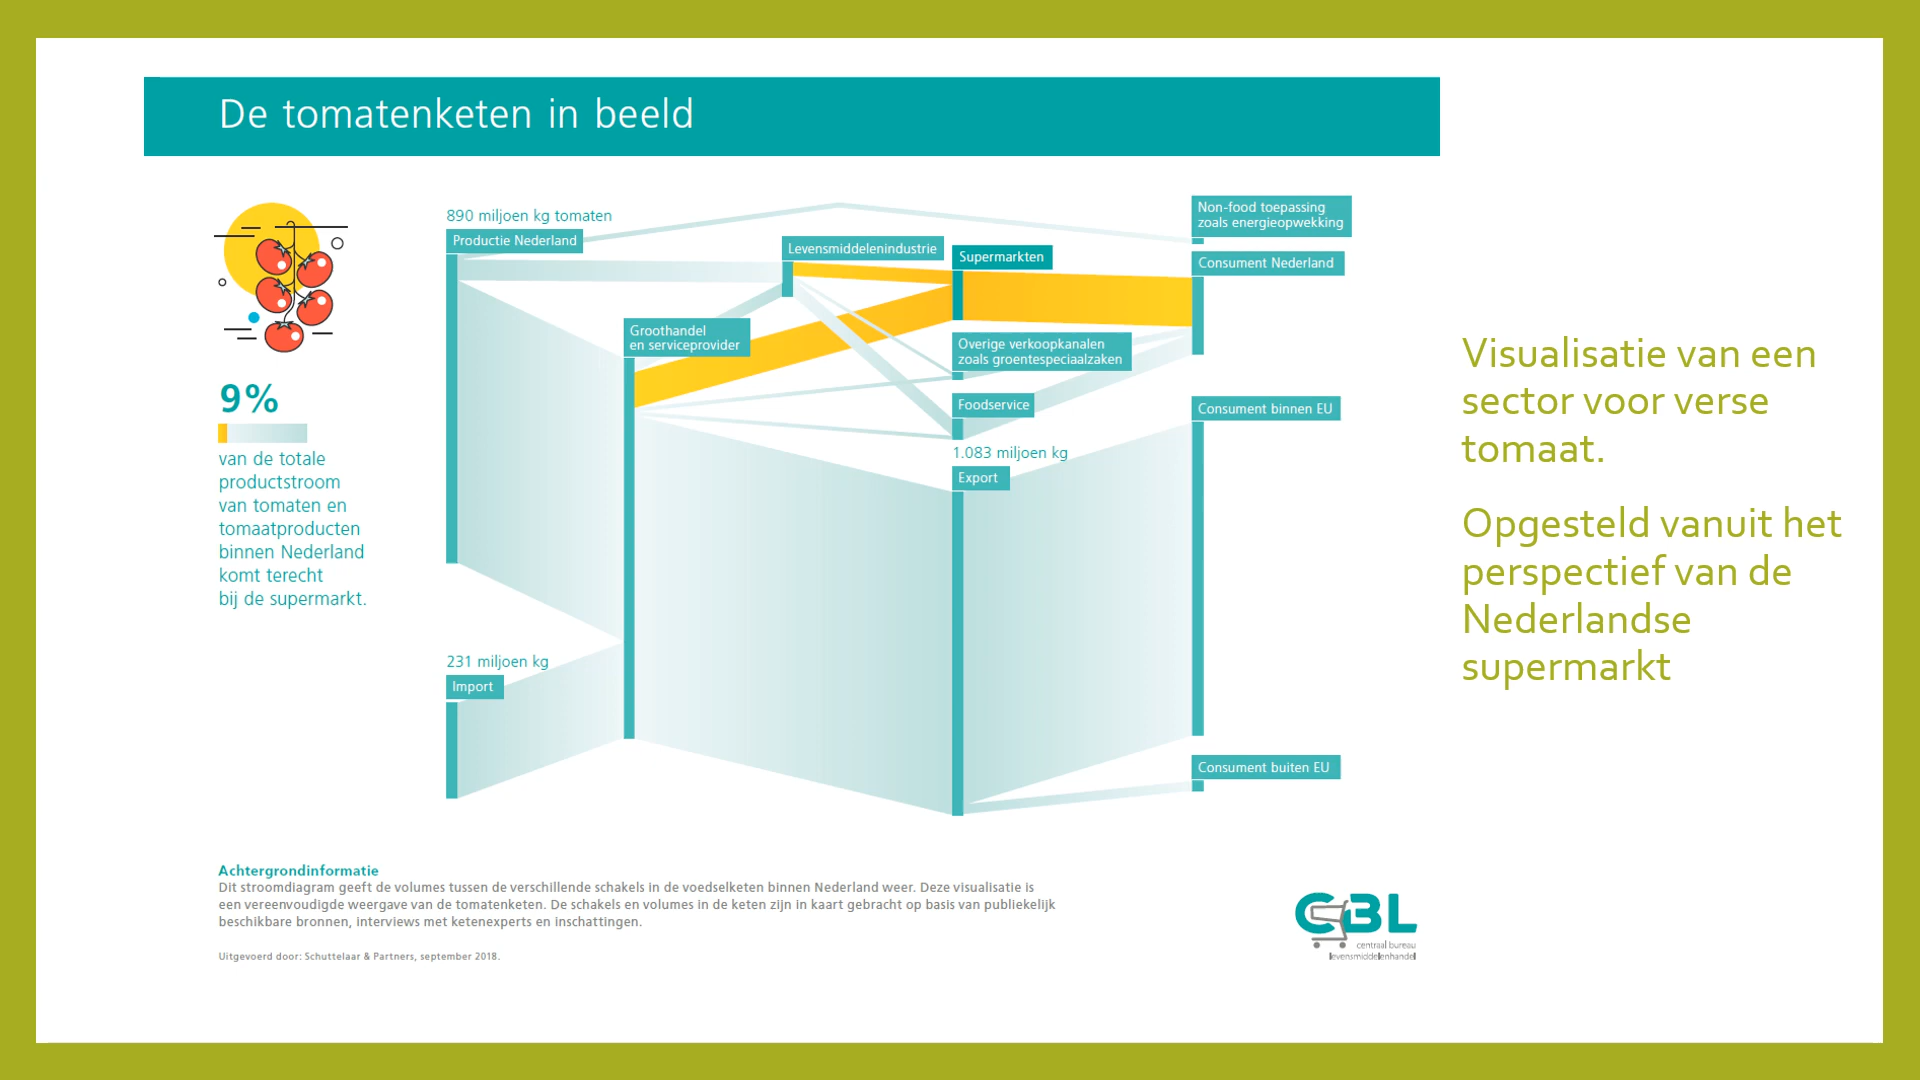 De tomatenketen in beeld
890 miljoen kg tomaten
Productie Nederland
Levensmiddelenindustrie
Supermarkten
Non-food toepassing
zoals energieopwekking
Consument Nederland
Groothandel
en serviceprovider
Overige verkoopkanalen
zoals groentespeciaalzaken
Foodservice
Consument binnen EU
1.083 miljoen kg
Export
231 miljoen kg
Import
Consument buiten EU
9%
van de totale
productstroom
van tomaten en
tomaatproducten
binnen Nederland
komt terecht
bij de supermarkt.
Visualisatie van een
sector voor verse
tomaat.
Opgesteld vanuit het
perspectief van de
Nederlandse
supermarkt
Achtergrondinformatie
Dit stroomdiagram geeft de volumes tussen de verschillende schakels in de voedselketen binnen Nederland weer. Deze visualisatie is
een vereenvoudigde weergave van de tomatenketen. De schakels en volumes in de keten zijn in kaart gebracht op basis van publiekelijk
beschikbare bronnen, interviews met ketenexperts en inschattingen.
Uitgevoerd door: Schuttelaar & Partners, september 2018.
CBL
centraal bureau
levensmiddelenhandel